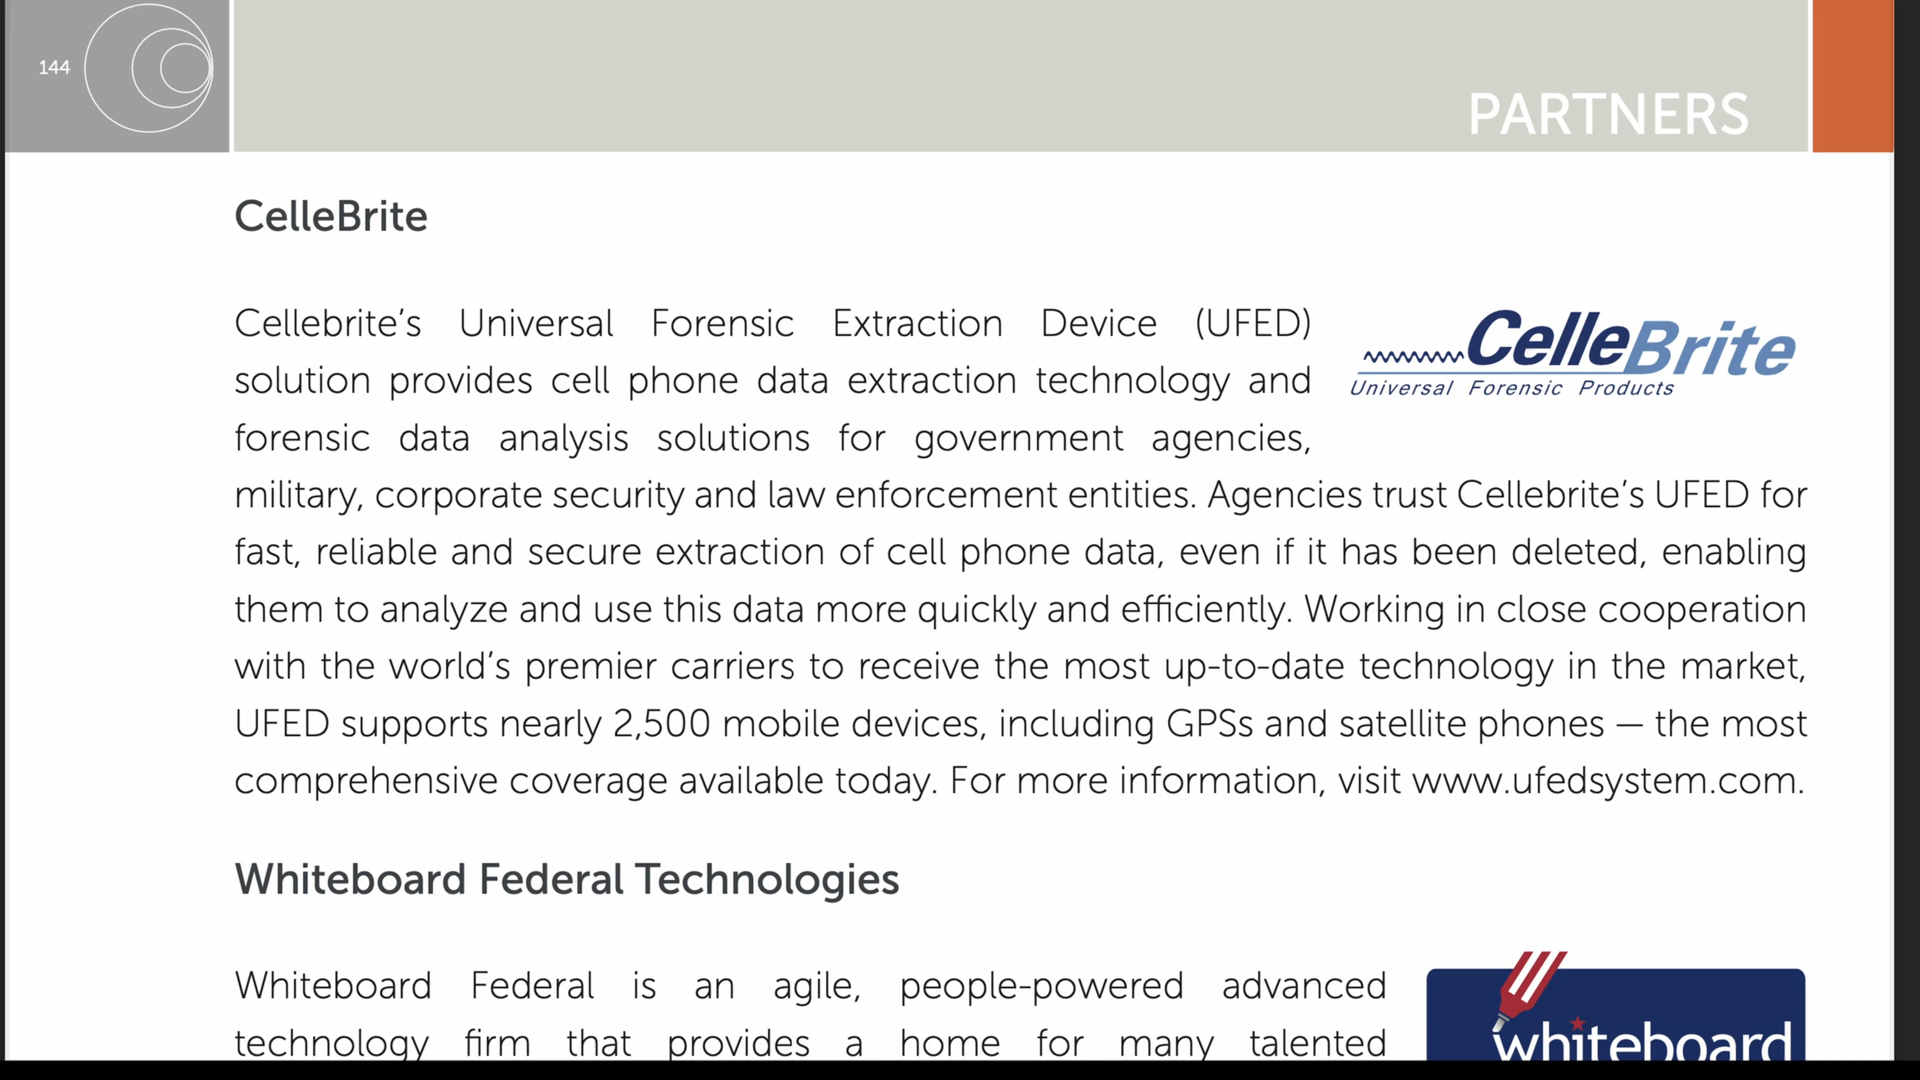 144
PARTNERS
CelleBrite
Cellebrite’s Universal Forensic Extraction Device (UFED)
solution provides cell phone data extraction technology and
forensic data analysis solutions for government agencies,
CelleBrite
Universal Forensic Products
military, corporate security and law enforcement entities. Agencies trust Cellebrite’s UFED for
fast, reliable and secure extraction of cell phone data, even if it has been deleted, enabling
them to analyze and use this data more quickly and efficiently. Working in close cooperation
with the world’s premier carriers to receive the most up-to-date technology in the market,
UFED supports nearly 2,500 mobile devices, including GPSs and satellite phones — the most
comprehensive coverage available today. For more information, visit www.ufedsystem.com.
Whiteboard Federal Technologies
Whiteboard Federal is an agile, people-powered advanced
technology firm that provides a home for many talented
whiteboard